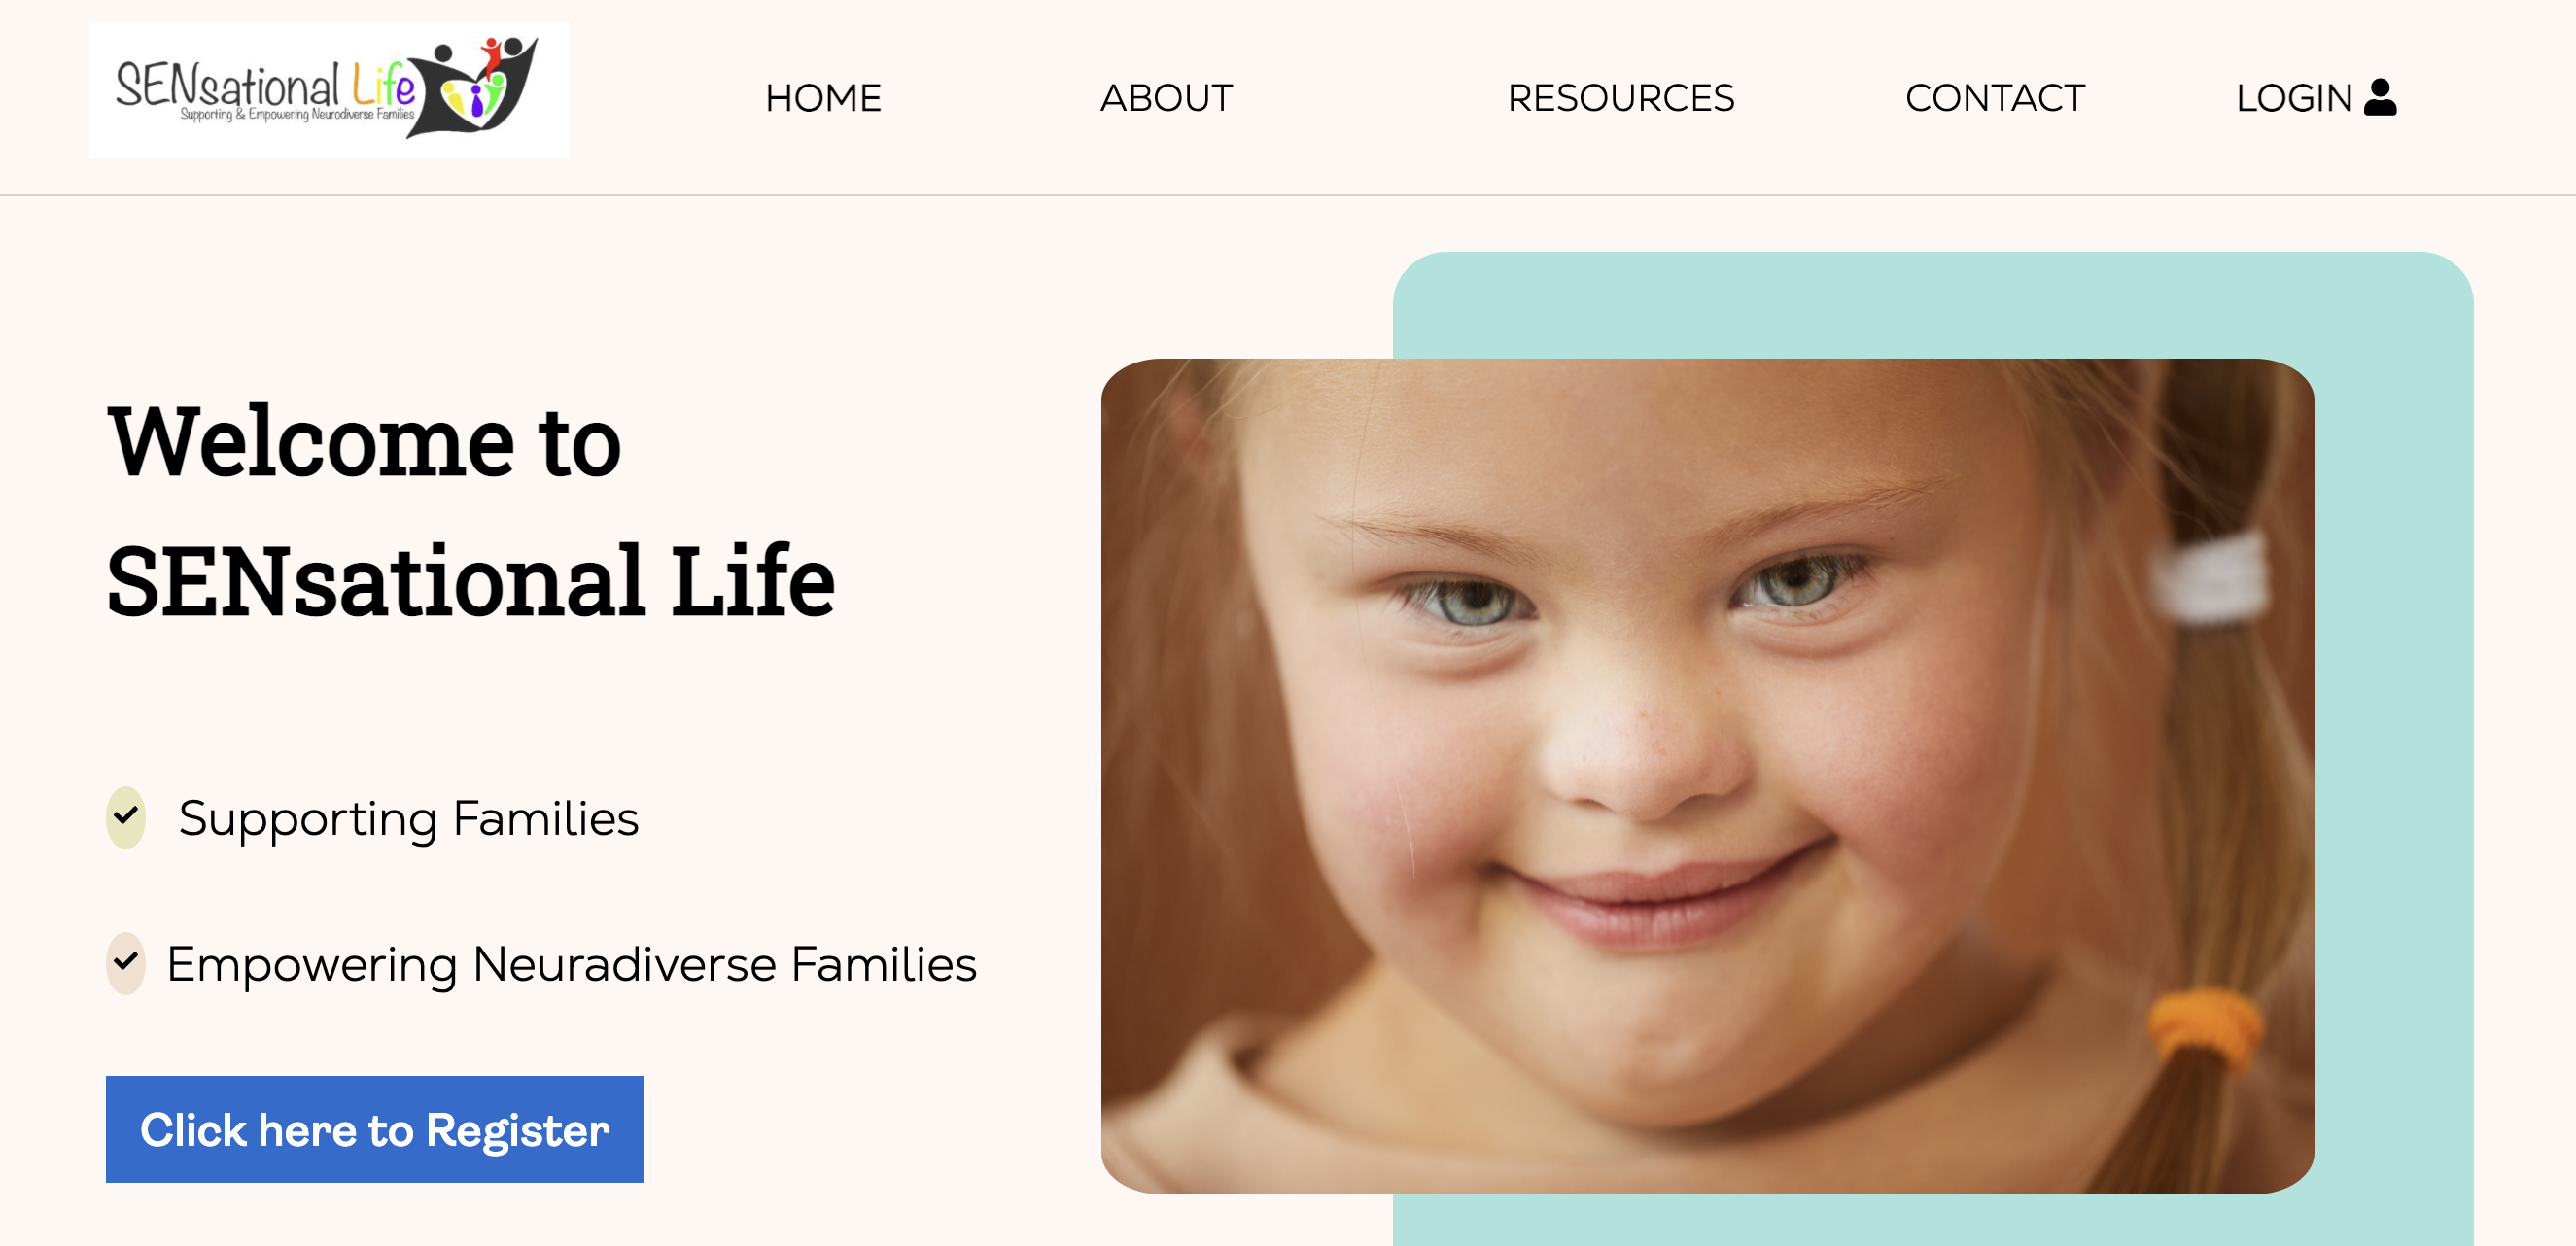 SENsational Life
Supporting & Empowering Neurodiverse Families
HOME
ABOUT
RESOURCES
CONTACT
LOGIN
Welcome to
SENsational Life
Supporting Families
Empowering Neuradiverse Families
Click here to Register